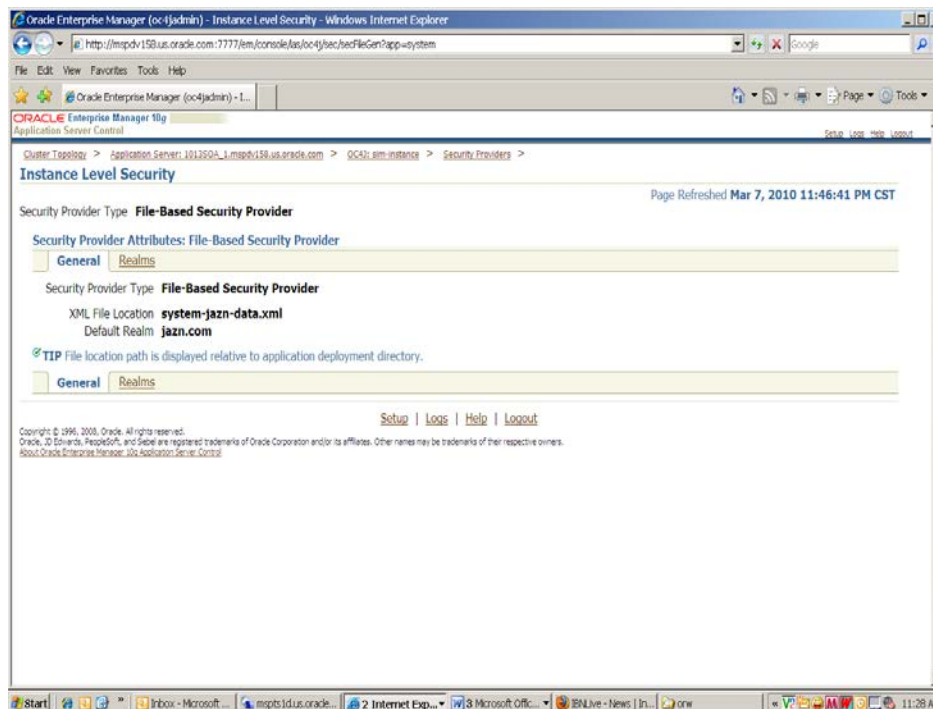 Oracle Enterprise Manager (oc4jadmin) - Instance Level Security - Windows Internet Explorer
http://mspdv158.us.oracle.com:7777/em/console/ias/oc4j/sec/secFileGen?app=system
Google
File Edit View Favorites Tools Help
Oracle Enterprise Manager (oc4jadmin) - I...
Page Tools
ORACLE Enterprise Manager 10g
Application Server Control
Setup Logs Help Logout
Cluster Topology > Application Server: 1013SOA_1.mspdv158.us.oracle.com > OC4J: sim-instance > Security Providers >
Instance Level Security
Page Refreshed Mar 7, 2010 11:46:41 PM CST
Security Provider Type File-Based Security Provider
Security Provider Attributes: File-Based Security Provider
General Realms
Security Provider Type File-Based Security Provider
XML File Location system-jazn-data.xml
Default Realm jazn.com
TIP File location path is displayed relative to application deployment directory.
General Realms
Setup | Logs | Help | Logout
Copyright © 1996, 2008, Oracle. All rights reserved.
Oracle, JD Edwards, PeopleSoft, and Siebel are registered trademarks of Oracle Corporation and/or its affiliates. Other names may be trademarks of their respective owners.
About Oracle Enterprise Manager 10g Application Server Control
Start Inbox - Microsoft ... mspts1d.us.orade... 2 Internet Exp... 3 Microsoft Offic... IBNLive - News | In... orw 11:28 A